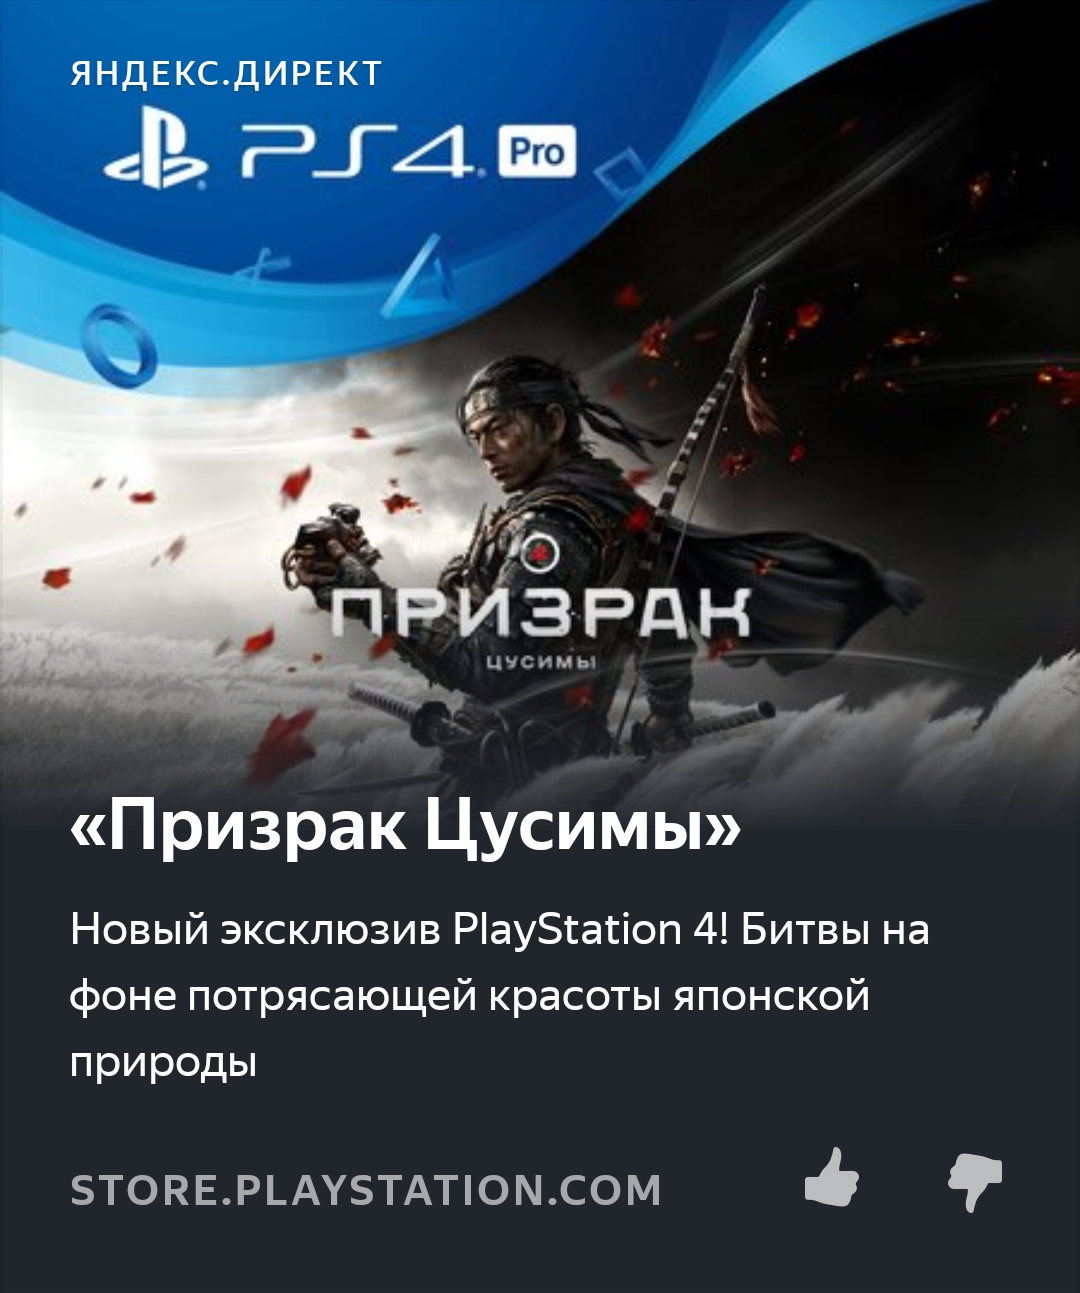 ЯНДЕКС.ДИРЕКТ
PS4 Pro
ПРИЗРАК
ЦУСИМЫ
«Призрак Цусимы»
Новый эксклюзив PlayStation 4! Битвы на
фоне потрясающей красоты японской
природы
STORE.PLAYSTATION.COM